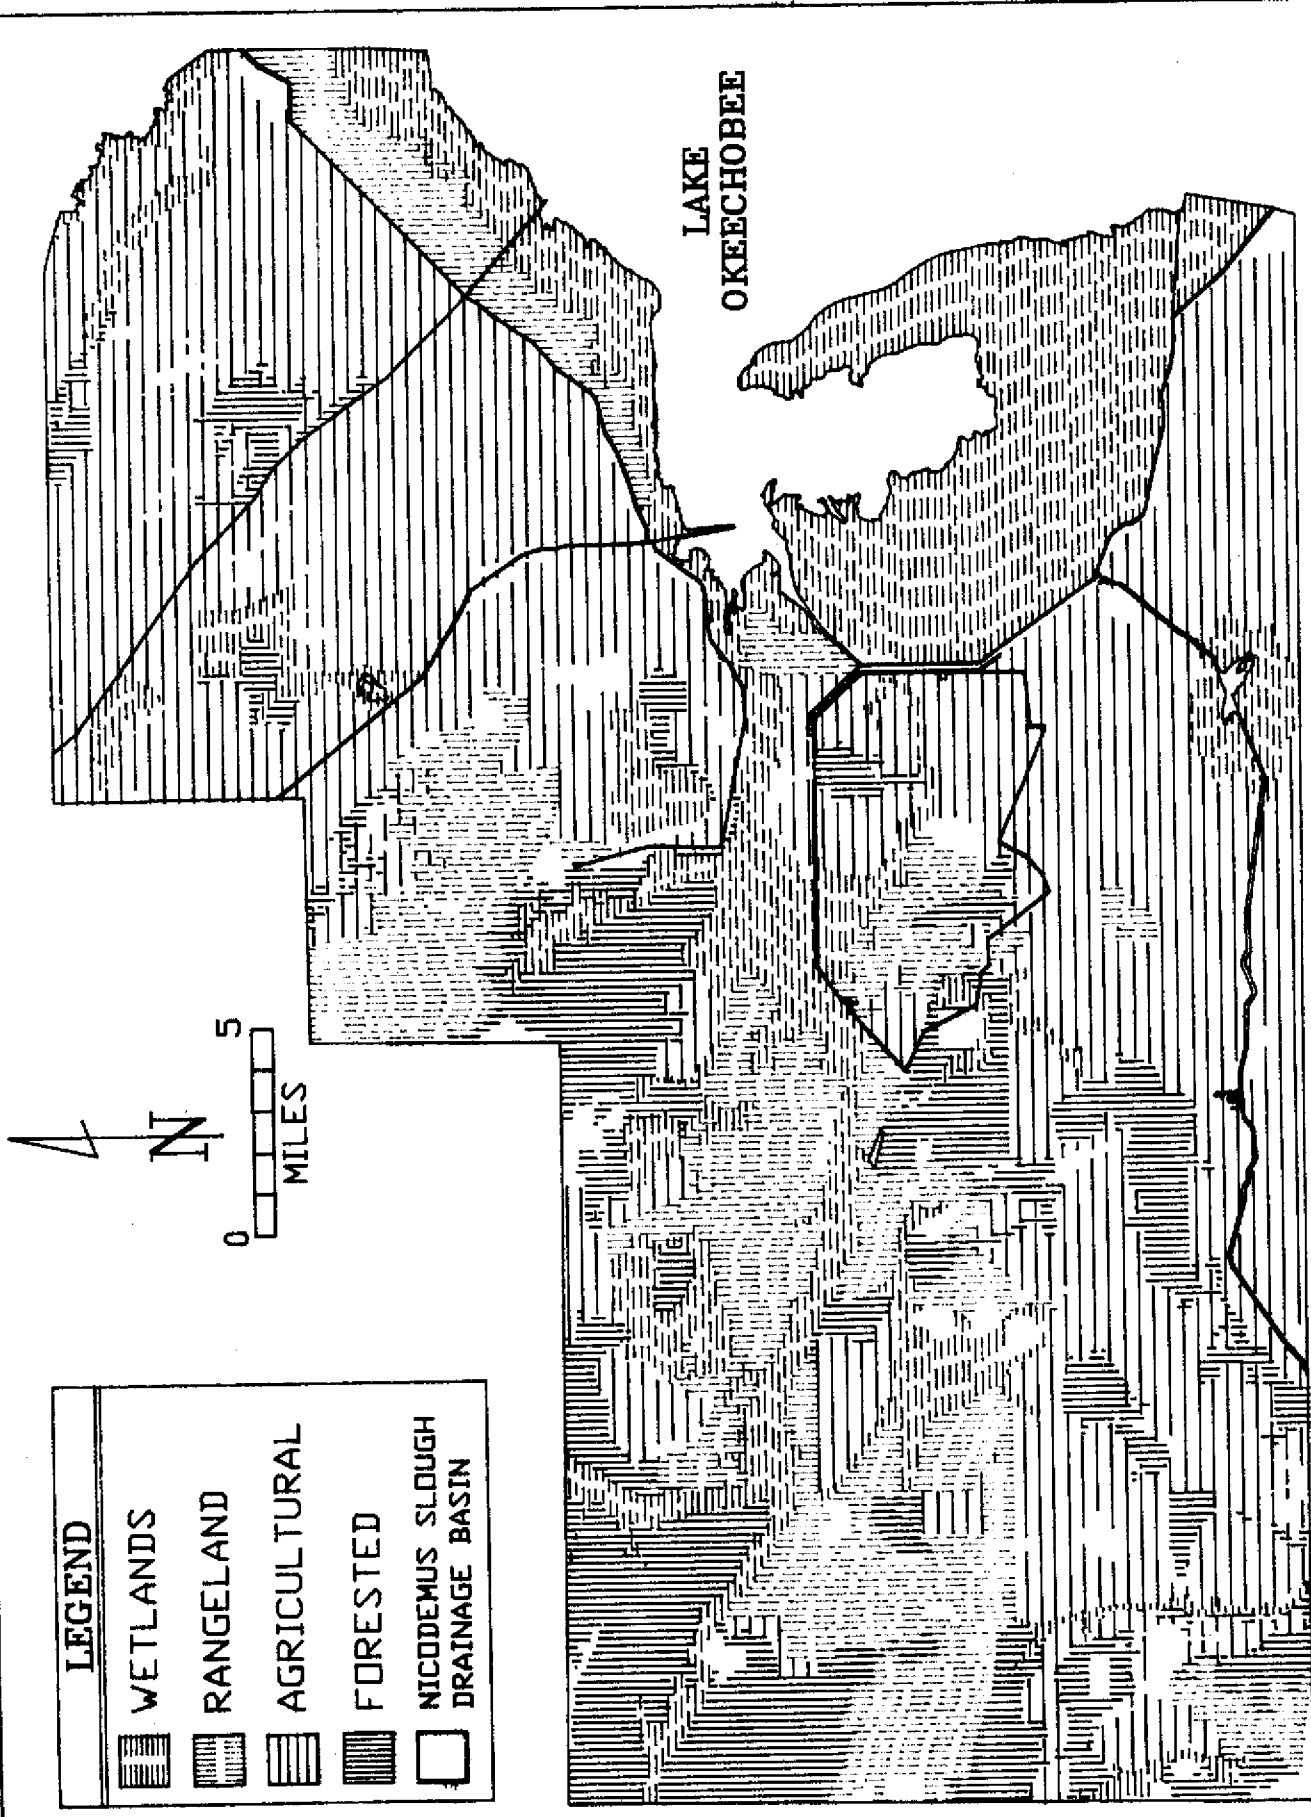 LAKE
OKEECHOBEE
N
0 5
MILES
LEGEND
WETLANDS
RANGELAND
AGRICULTURAL
FORESTED
NICODEMUS SLOUGH
DRAINAGE BASIN